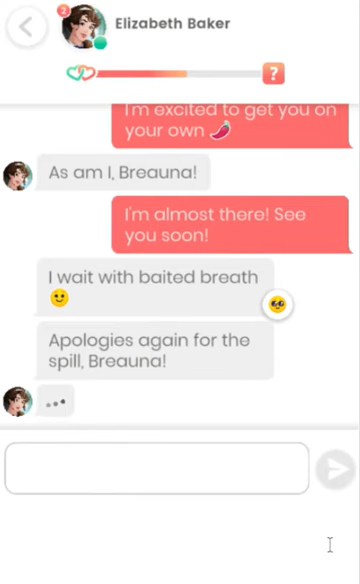 2
Elizabeth Baker
?
I'm excited to get you on
your own 🌶️
As am I, Breauna!
I'm almost there! See
you soon!
I wait with baited breath
🙂
🥹
Apologies again for the
spill, Breauna!
...